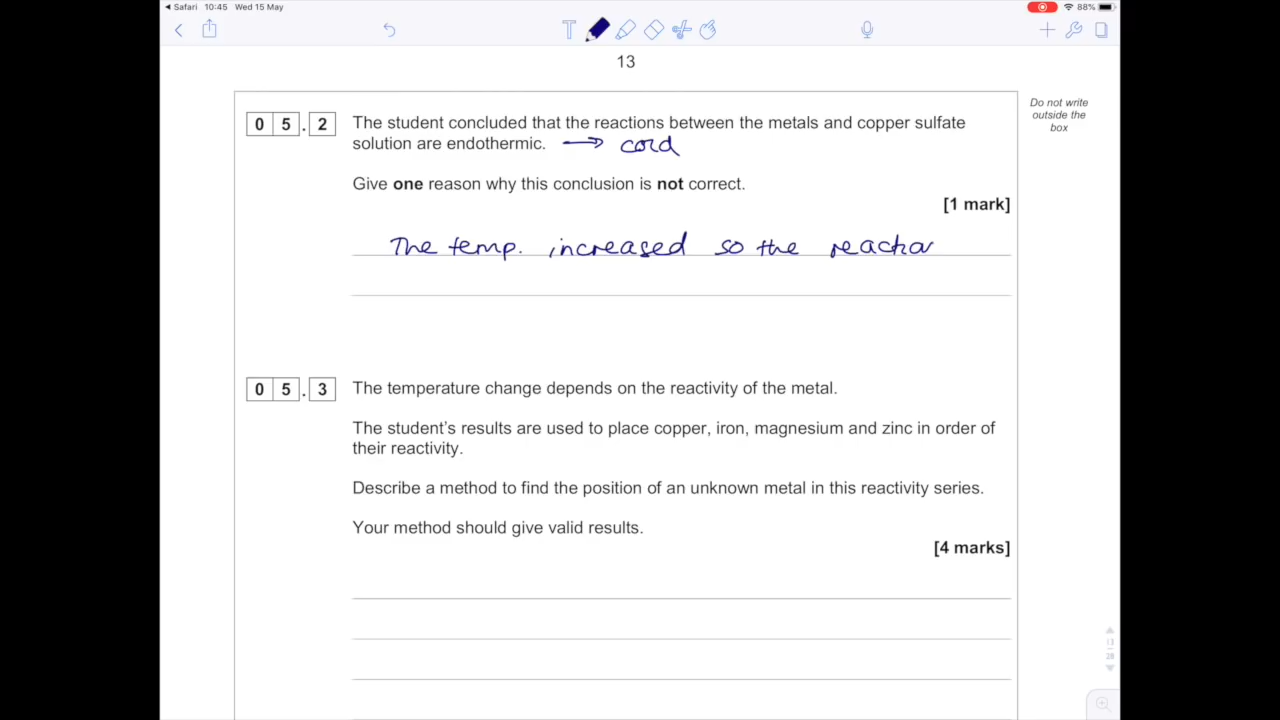 Safari 10:45 Wed 15 May 88%
T
13
Do not write
outside the
box
0 5 . 2 The student concluded that the reactions between the metals and copper sulfate
solution are endothermic. → cold
Give one reason why this conclusion is not correct.
[1 mark]
The temp. increased so the reactio
0 5 . 3 The temperature change depends on the reactivity of the metal.
The student's results are used to place copper, iron, magnesium and zinc in order of
their reactivity.
Describe a method to find the position of an unknown metal in this reactivity series.
Your method should give valid results.
[4 marks]
13
28